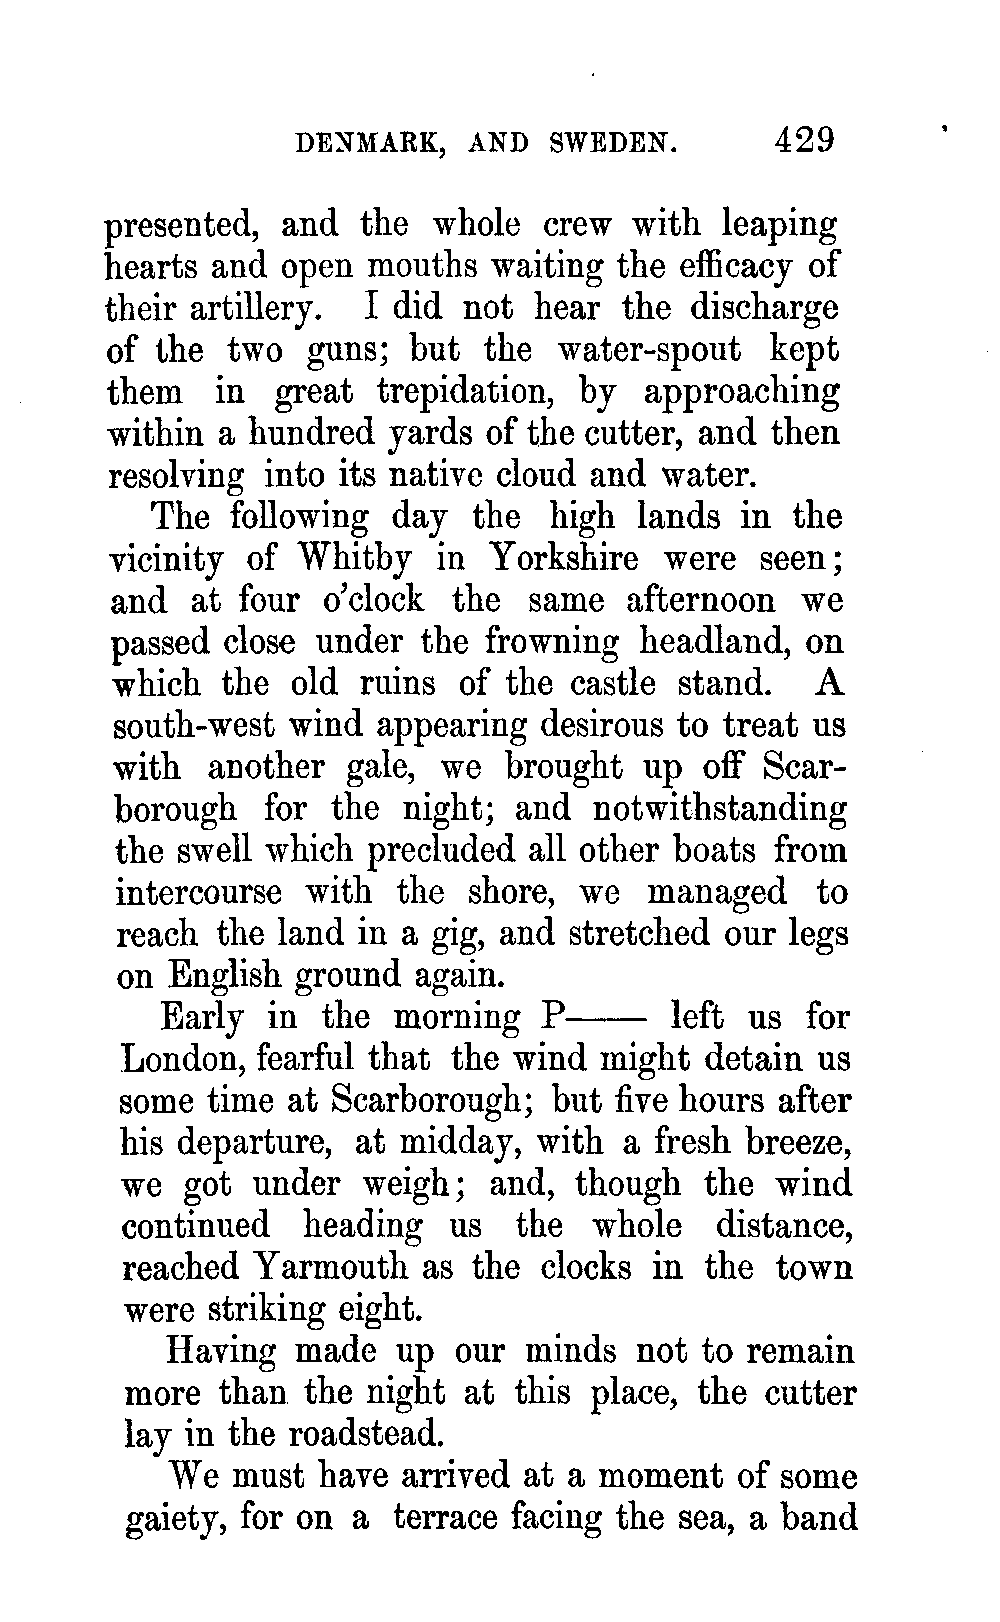 DENMARK, AND SWEDEN. 429
presented, and the whole crew with leaping
hearts and open mouths waiting the efficacy of
their artillery. I did not hear the discharge
of the two guns; but the water-spout kept
them in great trepidation, by approaching
within a hundred yards of the cutter, and then
resolving into its native cloud and water.
The following day the high lands in the
vicinity of Whitby in Yorkshire were seen;
and at four o'clock the same afternoon we
passed close under the frowning headland, on
which the old ruins of the castle stand. A
south-west wind appearing desirous to treat us
with another gale, we brought up off Scar-
borough for the night; and notwithstanding
the swell which precluded all other boats from
intercourse with the shore, we managed to
reach the land in a gig, and stretched our legs
on English ground again.
Early in the morning P—— left us for
London, fearful that the wind might detain us
some time at Scarborough; but five hours after
his departure, at midday, with a fresh breeze,
we got under weigh; and, though the wind
continued heading us the whole distance,
reached Yarmouth as the clocks in the town
were striking eight.
Having made up our minds not to remain
more than the night at this place, the cutter
lay in the roadstead.
We must have arrived at a moment of some
gaiety, for on a terrace facing the sea, a band